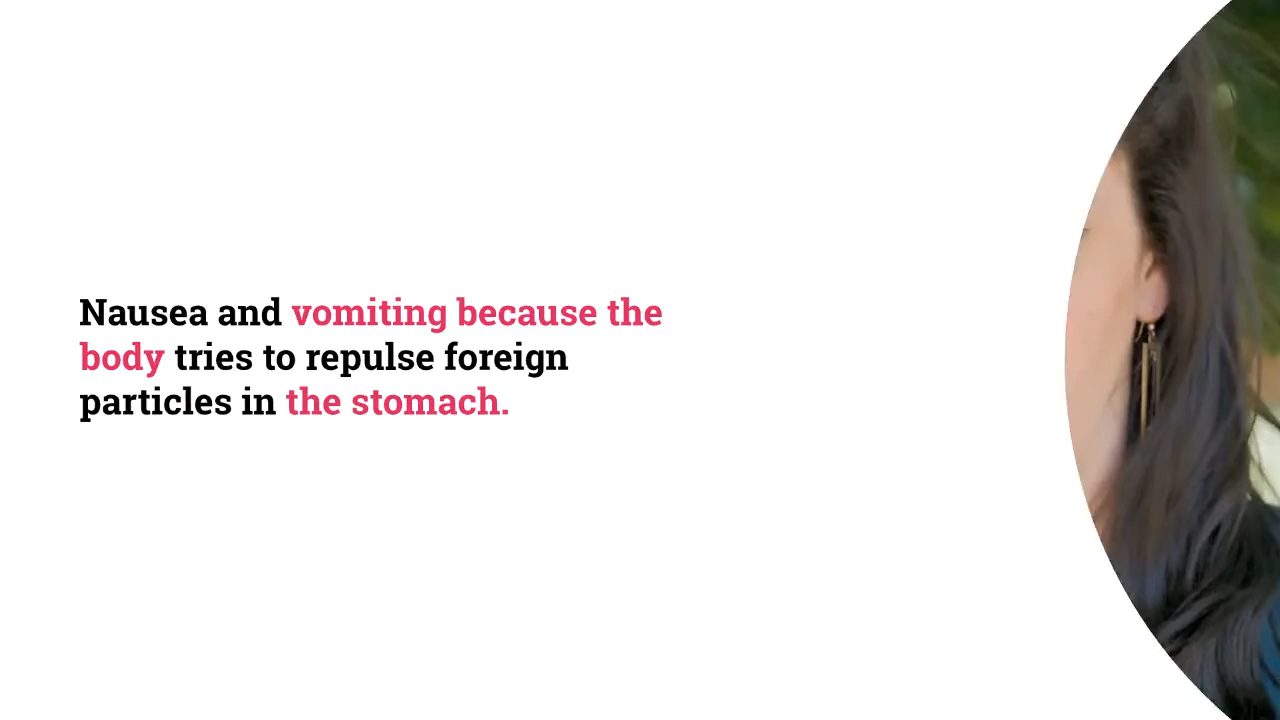 Nausea and vomiting because the
body tries to repulse foreign
particles in the stomach.